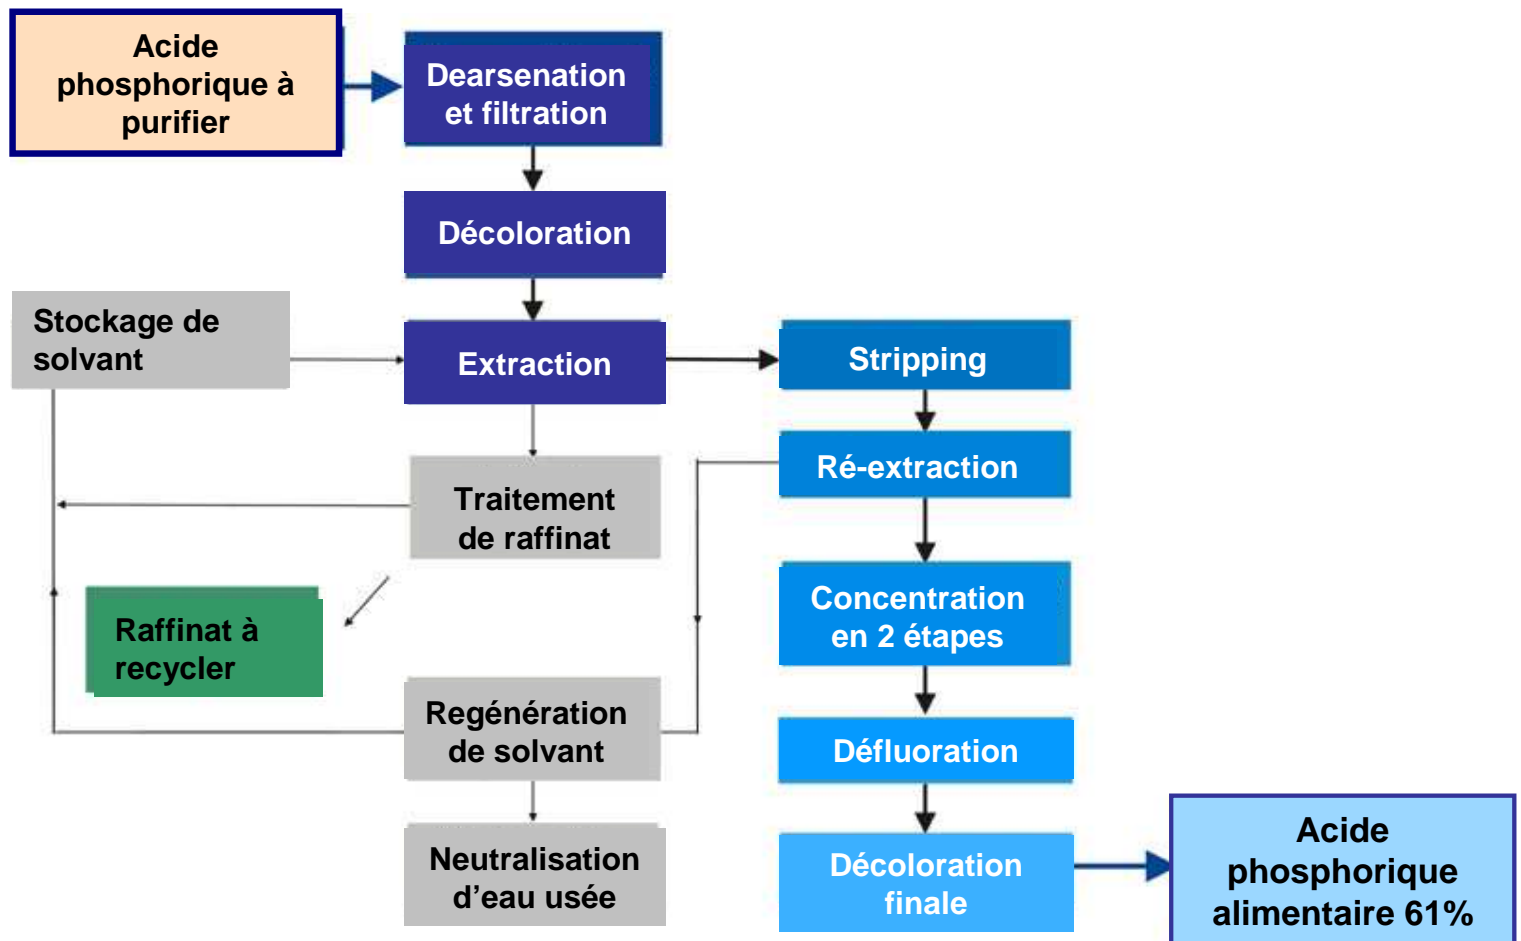 Acide
phosphorique à
purifier
Dearsenation
et filtration
Décoloration
Stockage de
solvant
Extraction
Stripping
Ré-extraction
Traitement
de raffinat
Concentration
en 2 étapes
Raffinat à
recycler
Regénération
de solvant
Défluoration
Neutralisation
d’eau usée
Décoloration
finale
Acide
phosphorique
alimentaire 61%